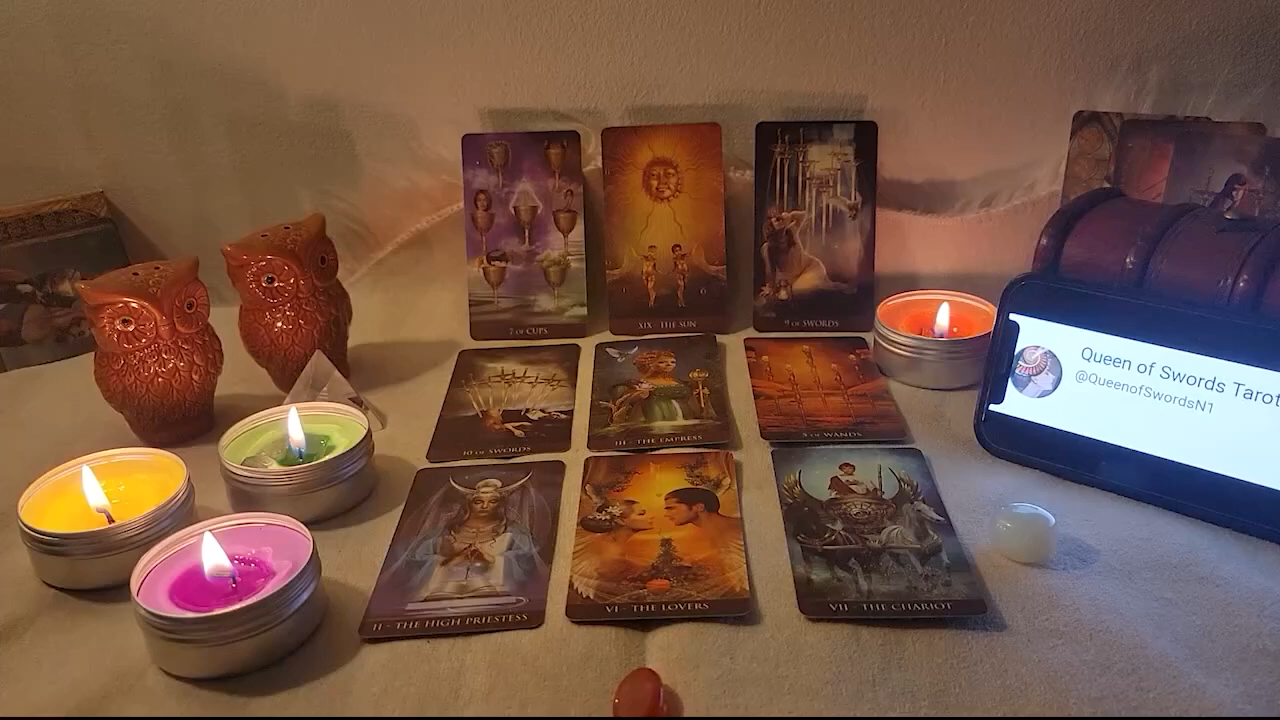 7 OF CUPS
XIX - THE SUN
9 OF SWORDS
10 OF SWORDS
III - THE EMPRESS
5 OF WANDS
II - THE HIGH PRIESTESS
VI - THE LOVERS
VII - THE CHARIOT
Queen of Swords Tarot
@QueenofSwordsN1